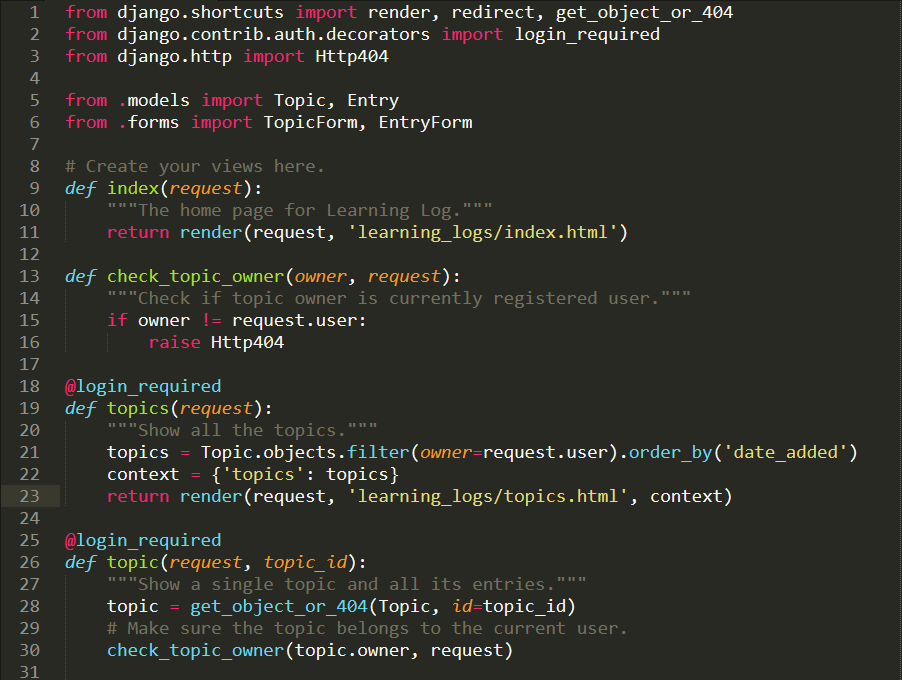 1 from django.shortcuts import render, redirect, get_object_or_404
2 from django.contrib.auth.decorators import login_required
3 from django.http import Http404
4
5 from .models import Topic, Entry
6 from .forms import TopicForm, EntryForm
7
8 # Create your views here.
9 def index(request):
10     """The home page for Learning Log."""
11     return render(request, 'learning_logs/index.html')
12
13 def check_topic_owner(owner, request):
14     """Check if topic owner is currently registered user."""
15     if owner != request.user:
16         raise Http404
17
18 @login_required
19 def topics(request):
20     """Show all the topics."""
21     topics = Topic.objects.filter(owner=request.user).order_by('date_added')
22     context = {'topics': topics}
23     return render(request, 'learning_logs/topics.html', context)
24
25 @login_required
26 def topic(request, topic_id):
27     """Show a single topic and all its entries."""
28     topic = get_object_or_404(Topic, id=topic_id)
29     # Make sure the topic belongs to the current user.
30     check_topic_owner(topic.owner, request)
31